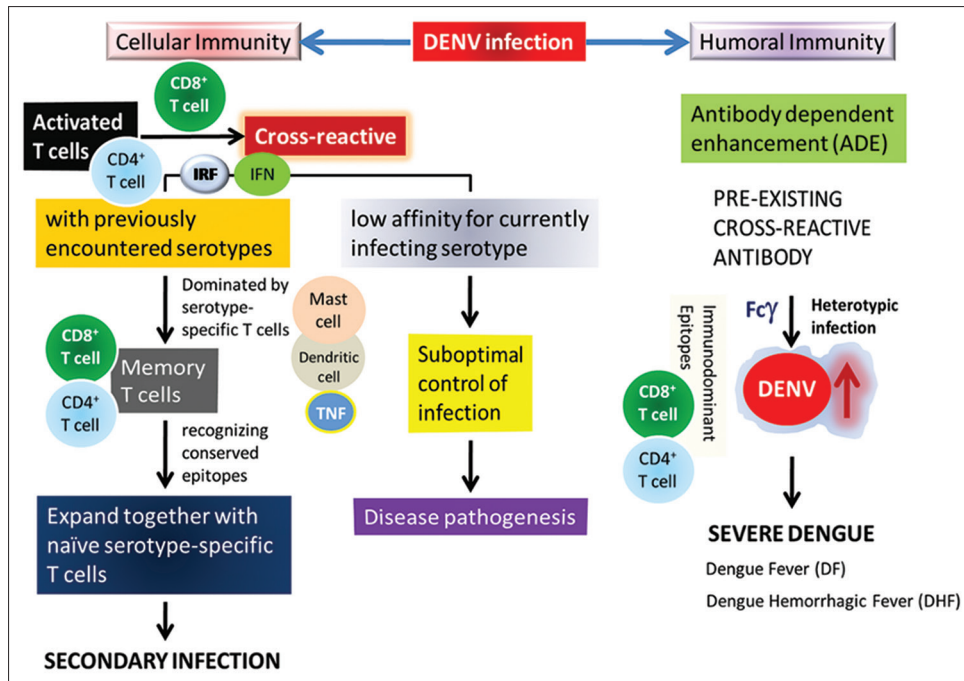 Cellular Immunity
DENV infection
Humoral Immunity
CD8⁺
T cell
Activated
T cells
Cross-reactive
CD4⁺
T cell
IRF
IFN
with previously
encountered serotypes
low affinity for currently
infecting serotype
Dominated by
serotype-
specific T cells
Mast
cell
Dendritic
cell
TNF
CD8⁺
T cell
CD4⁺
T cell
Memory
T cells
Suboptimal
control of
infection
recognizing
conserved
epitopes
Expand together with
naïve serotype-specific
T cells
Disease pathogenesis
SECONDARY INFECTION
Antibody dependent
enhancement (ADE)
PRE-EXISTING
CROSS-REACTIVE
ANTIBODY
Fcγ
Heterotypic
infection
Immunodominant
Epitopes
CD8⁺
T cell
CD4⁺
T cell
DENV
SEVERE DENGUE
Dengue Fever (DF)
Dengue Hemorrhagic Fever (DHF)